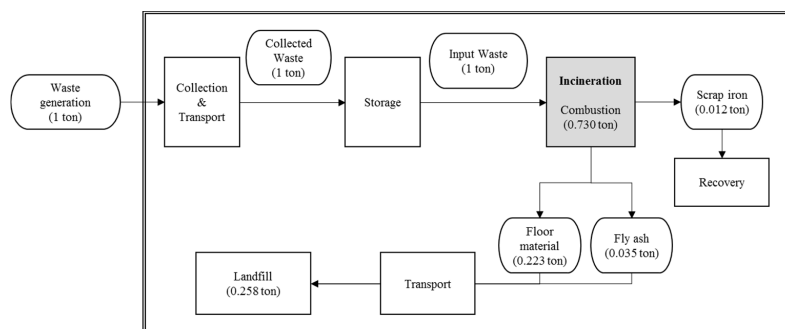 Waste
generation
(1 ton)
Collection
&
Transport
Collected
Waste
(1 ton)
Storage
Input Waste
(1 ton)
Incineration
Combustion
(0.730 ton)
Scrap iron
(0.012 ton)
Recovery
Floor
material
(0.223 ton)
Fly ash
(0.035 ton)
Transport
Landfill
(0.258 ton)